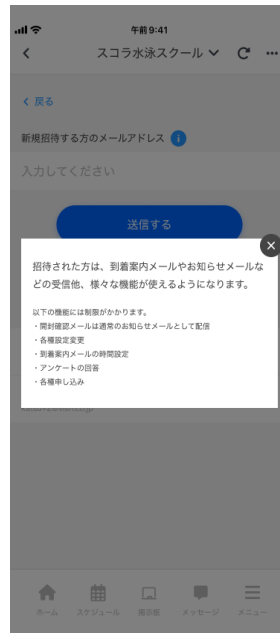 午前9:41
スコラ水泳スクール
戻る
新規招待する方のメールアドレス
入力してください
送信する
招待された方は、到着案内メールやお知らせメールな
どの受信他、様々な機能が使えるようになります。
以下の機能には制限がかかります。
・開封確認メールは通常のお知らせメールとして配信
・各種設定変更
・到着案内メールの時間設定
・アンケートの回答
・各種申し込み
ホーム スケジュール 掲示板 メッセージ メニュー